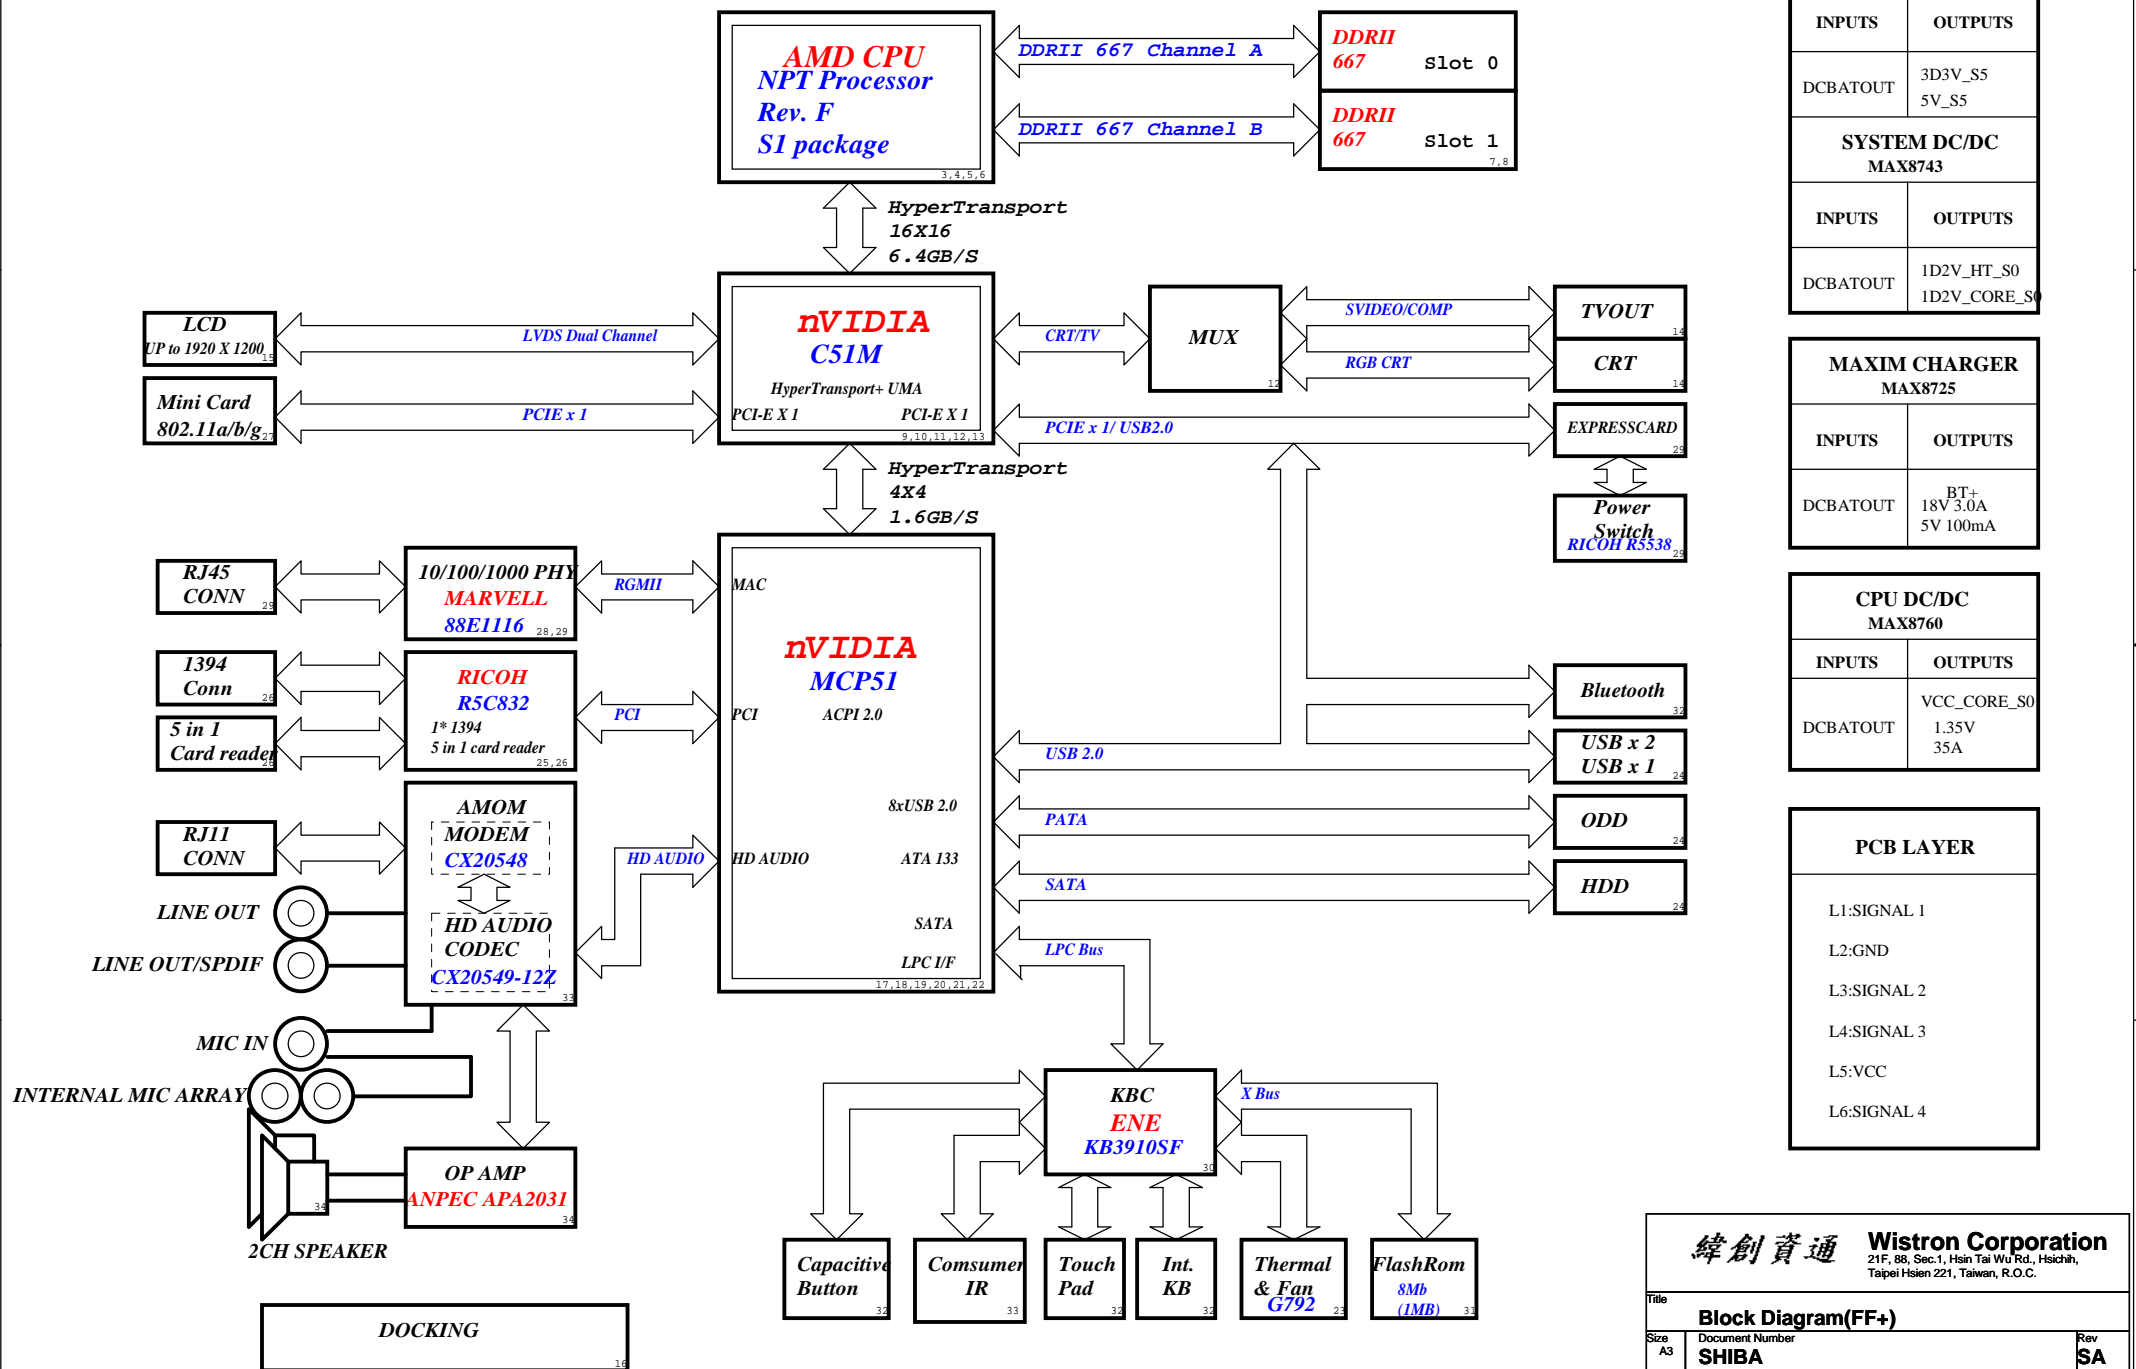 AMD CPU
NPT Processor
Rev. F
S1 package
3,4,5,6
DDRII 667 Channel A
DDRII 667 Channel B
DDRII
667 Slot 0
DDRII
667 Slot 1
7,8
HyperTransport
16X16
6.4GB/S
LCD
UP to 1920 X 1200
15
LVDS Dual Channel
Mini Card
802.11a/b/g
27
PCIE x 1
nVIDIA
C51M
HyperTransport+ UMA
PCI-E X 1 PCI-E X 1
9,10,11,12,13
CRT/TV
MUX
12
SVIDEO/COMP
RGB CRT
TVOUT
14
CRT
14
PCIE x 1/ USB2.0
EXPRESSCARD
29
Power
Switch
RICOH R5538
29
HyperTransport
4X4
1.6GB/S
RJ45
CONN
29
10/100/1000 PHY
MARVELL
88E1116
28,29
RGMII
1394
Conn
26
5 in 1
Card reader
26
RICOH
R5C832
1* 1394
5 in 1 card reader
25,26
PCI
MAC
nVIDIA
MCP51
PCI ACPI 2.0
8xUSB 2.0
HD AUDIO ATA 133
SATA
LPC I/F
17,18,19,20,21,22
USB 2.0
PATA
SATA
LPC Bus
Bluetooth
32
USB x 2
USB x 1
24
ODD
24
HDD
24
RJ11
CONN
AMOM
MODEM
CX20548
HD AUDIO
CODEC
CX20549-12Z
33
HD AUDIO
LINE OUT
LINE OUT/SPDIF
MIC IN
INTERNAL MIC ARRAY
34
2CH SPEAKER
OP AMP
ANPEC APA2031
34
KBC
ENE
KB3910SF
30
X Bus
Capacitive
Button
32
Comsumer
IR
33
Touch
Pad
32
Int.
KB
32
Thermal
& Fan
G792
23
FlashRom
8Mb
(1MB)
31
DOCKING
16
INPUTS OUTPUTS
DCBATOUT
3D3V_S5
5V_S5
SYSTEM DC/DC
MAX8743
INPUTS OUTPUTS
DCBATOUT
1D2V_HT_S0
1D2V_CORE_S0
MAXIM CHARGER
MAX8725
INPUTS OUTPUTS
DCBATOUT
BT+
18V 3.0A
5V 100mA
CPU DC/DC
MAX8760
INPUTS OUTPUTS
DCBATOUT
VCC_CORE_S0
1.35V
35A
PCB LAYER
L1:SIGNAL 1
L2:GND
L3:SIGNAL 2
L4:SIGNAL 3
L5:VCC
L6:SIGNAL 4
緯創資通
Wistron Corporation
21F, 88, Sec.1, Hsin Tai Wu Rd., Hsichih,
Taipei Hsien 221, Taiwan, R.O.C.
Title
Block Diagram(FF+)
Size
A3
Document Number
SHIBA
Rev
SA